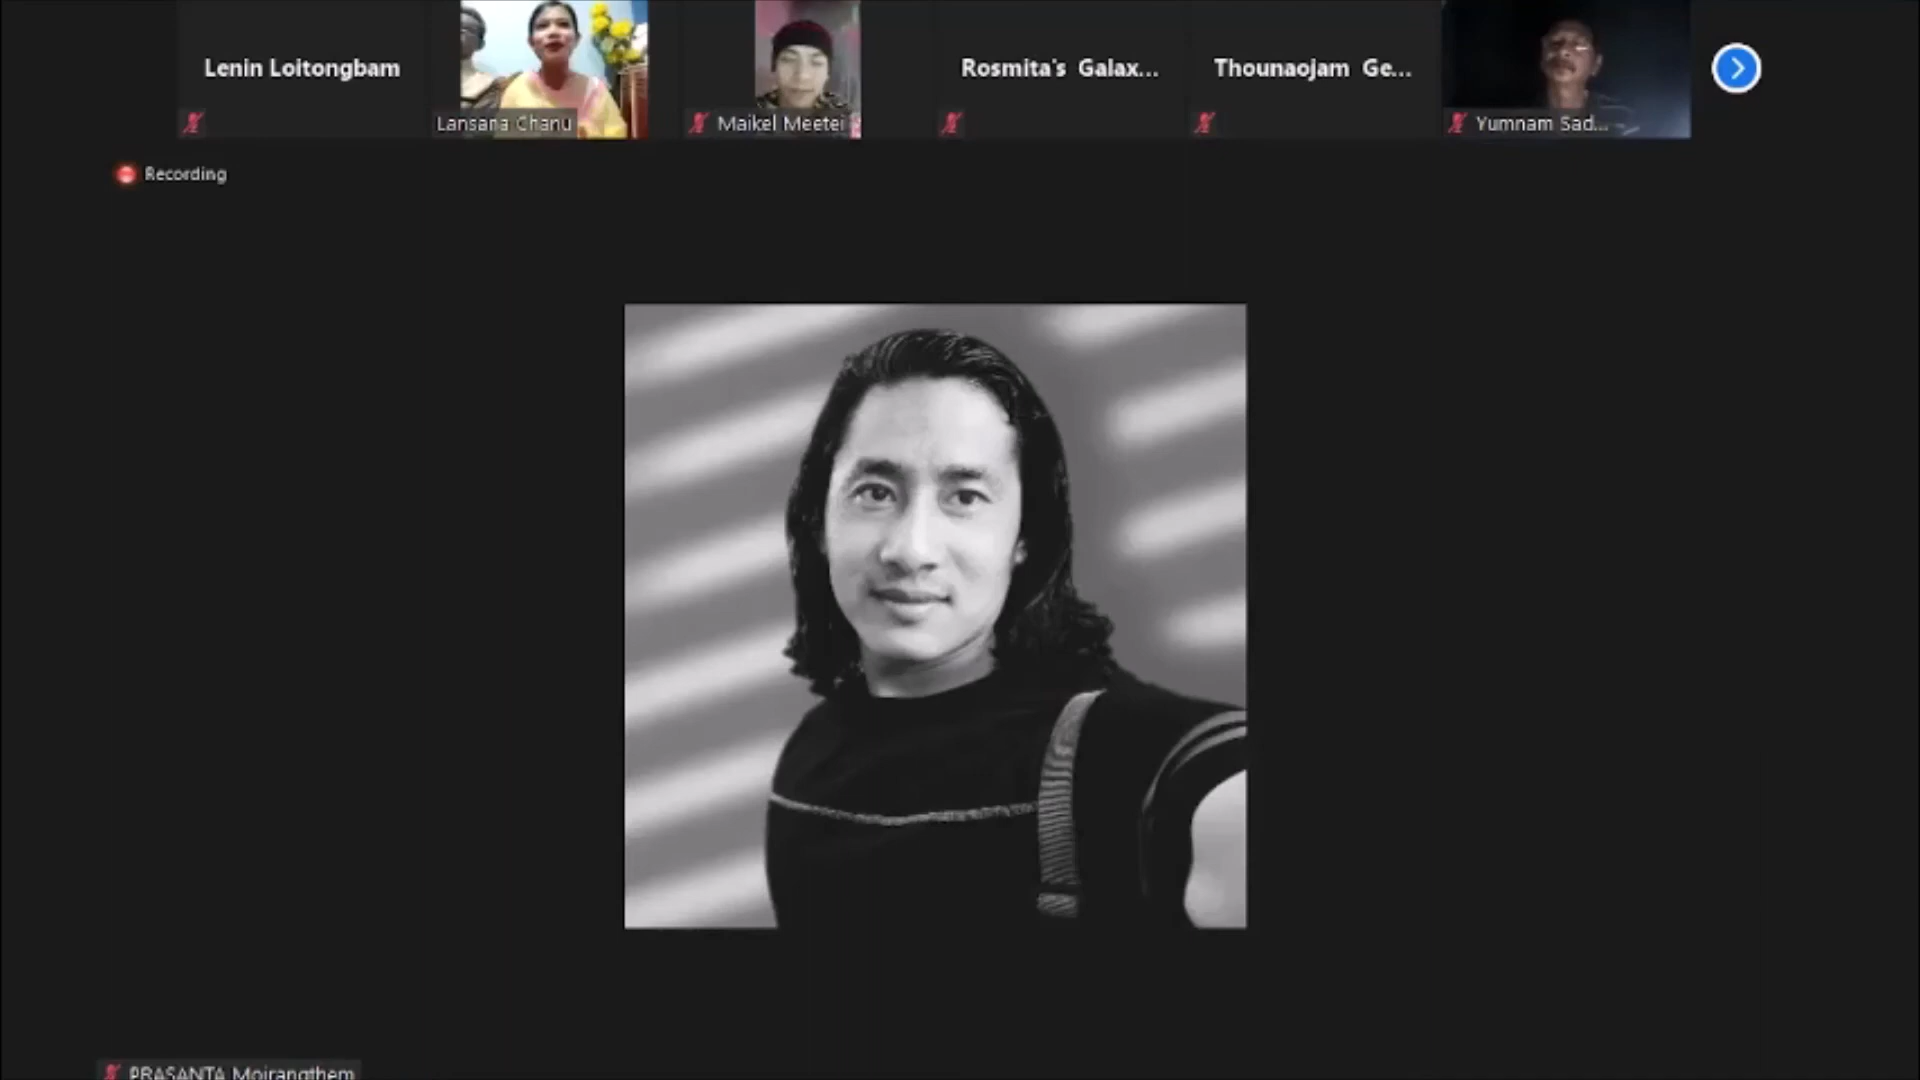 Lenin Loitongbam
Lansana Chanu
Maikel Meetei
Rosmita's Galax...
Thounaojam Ge...
Yumnam Sad...
Recording
PRASANTA Moirangthem